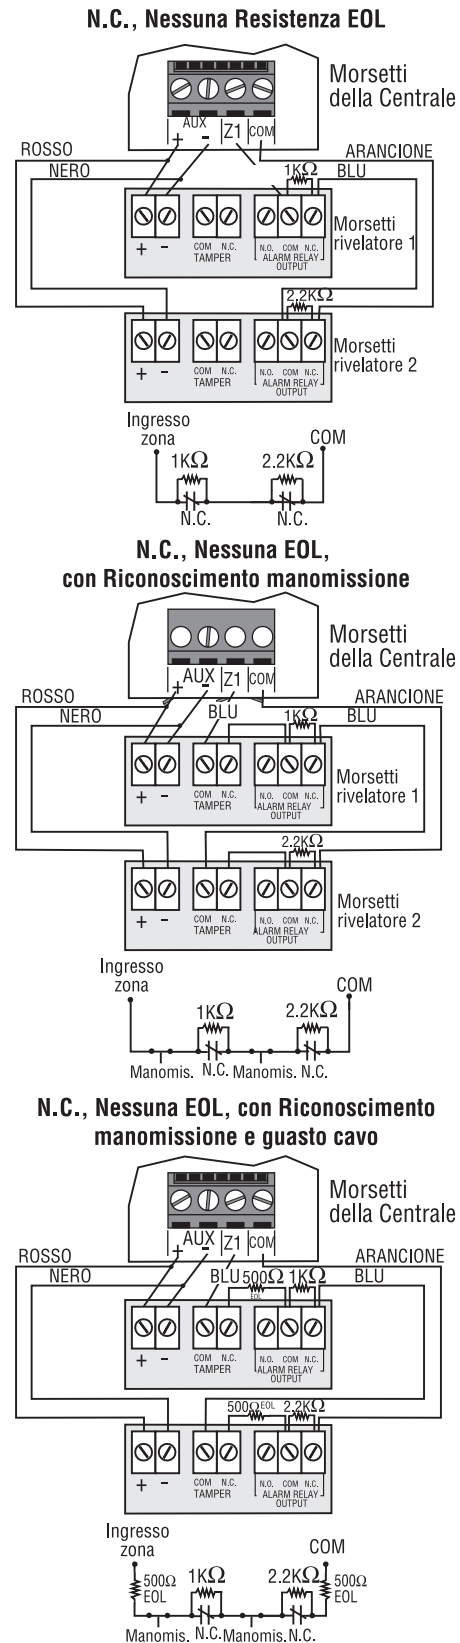 N.C., Nessuna Resistenza EOL
Morsetti
della Centrale
AUX
+ - Z1 COM
ROSSO
ARANCIONE
NERO
1KΩ
BLU
Morsetti
rivelatore 1
+ -
COM N.C.
TAMPER
N.O. COM N.C.
ALARM RELAY
OUTPUT
2.2KΩ
Morsetti
rivelatore 2
+ -
COM N.C.
TAMPER
N.O. COM N.C.
ALARM RELAY
OUTPUT
Ingresso
zona
COM
1KΩ
2.2KΩ
N.C.
N.C.
N.C., Nessuna EOL,
con Riconoscimento manomissione
Morsetti
della Centrale
AUX
+ - Z1 COM
ROSSO
ARANCIONE
NERO
BLU
1KΩ
BLU
Morsetti
rivelatore 1
+ -
COM N.C.
TAMPER
N.O. COM N.C.
ALARM RELAY
OUTPUT
2.2KΩ
Morsetti
rivelatore 2
+ -
COM N.C.
TAMPER
N.O. COM N.C.
ALARM RELAY
OUTPUT
Ingresso
zona
COM
1KΩ
2.2KΩ
Manomis. N.C. Manomis. N.C.
N.C., Nessuna EOL, con Riconoscimento
manomissione e guasto cavo
Morsetti
della Centrale
AUX
+ - Z1 COM
ROSSO
ARANCIONE
NERO
BLU 500Ω 1KΩ BLU
EOL
+ -
COM N.C.
TAMPER
N.O. COM N.C.
ALARM RELAY
OUTPUT
500Ω EOL 2.2KΩ
+ -
COM N.C.
TAMPER
N.O. COM N.C.
ALARM RELAY
OUTPUT
Ingresso
zona
COM
500Ω
EOL
1KΩ
2.2KΩ
500Ω
EOL
Manomis. N.C. Manomis. N.C.